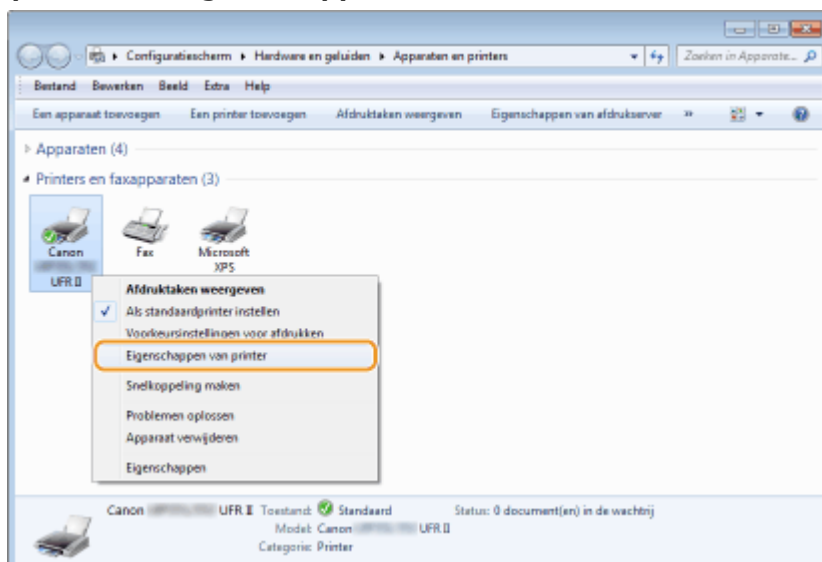 Configuratiescherm ▸ Hardware en geluiden ▸ Apparaten en printers
Zoeken in Apparate...
Bestand Bewerken Beeld Extra Help
Een apparaat toevoegen Een printer toevoegen Afdruktaken weergeven Eigenschappen van afdrukserver »
Apparaten (4)
Printers en faxapparaten (3)
Canon
UFR II
Fax
Microsoft
XPS
Afdruktaken weergeven
Als standaardprinter instellen
Voorkeursinstellingen voor afdrukken
Eigenschappen van printer
Snelkoppeling maken
Problemen oplossen
Apparaat verwijderen
Eigenschappen
Canon UFR II Toestand: Standaard Status: 0 document(en) in de wachtrij
Model: Canon UFR II
Categorie: Printer